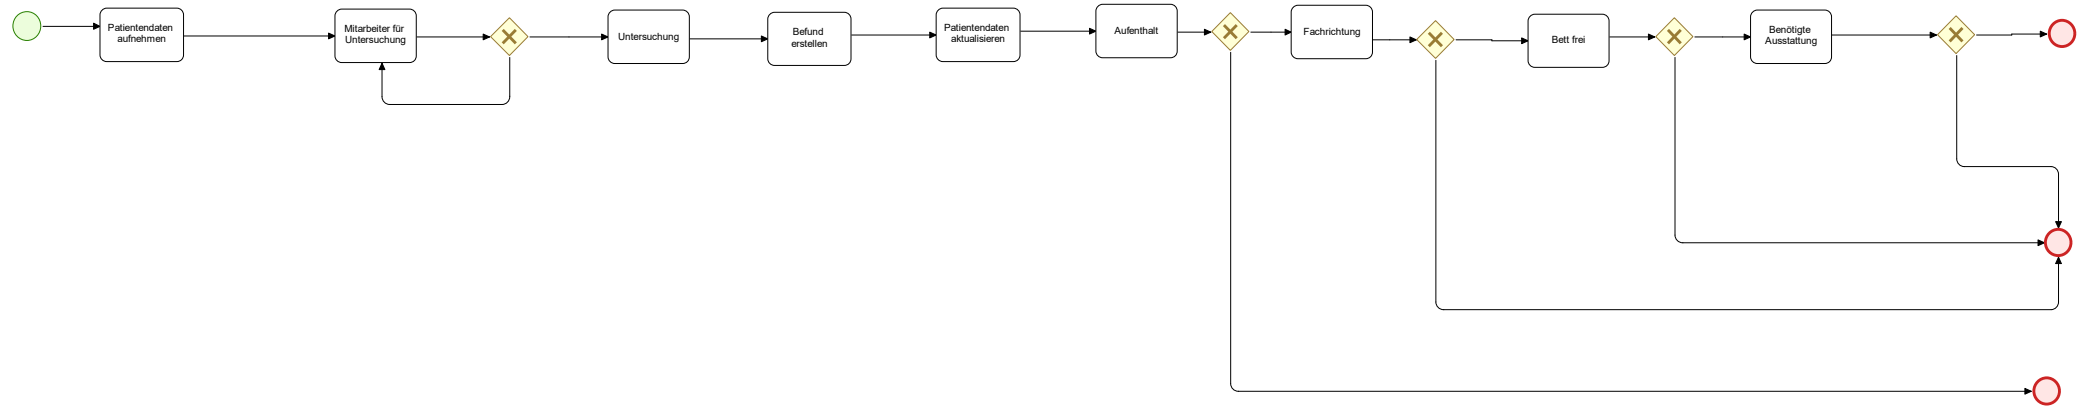 Patientendaten
aufnehmen
Mitarbeiter für
Untersuchung
Untersuchung
Befund
erstellen
Patientendaten
aktualisieren
Aufenthalt
Fachrichtung
Bett frei
Benötigte
Ausstattung